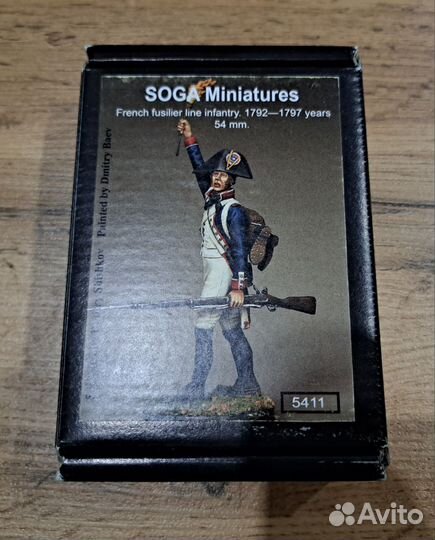 SOGA Miniatures
French fusilier line infantry. 1792—1797 years
54 mm.
Painted by Dmitry Baev
5411
Avito